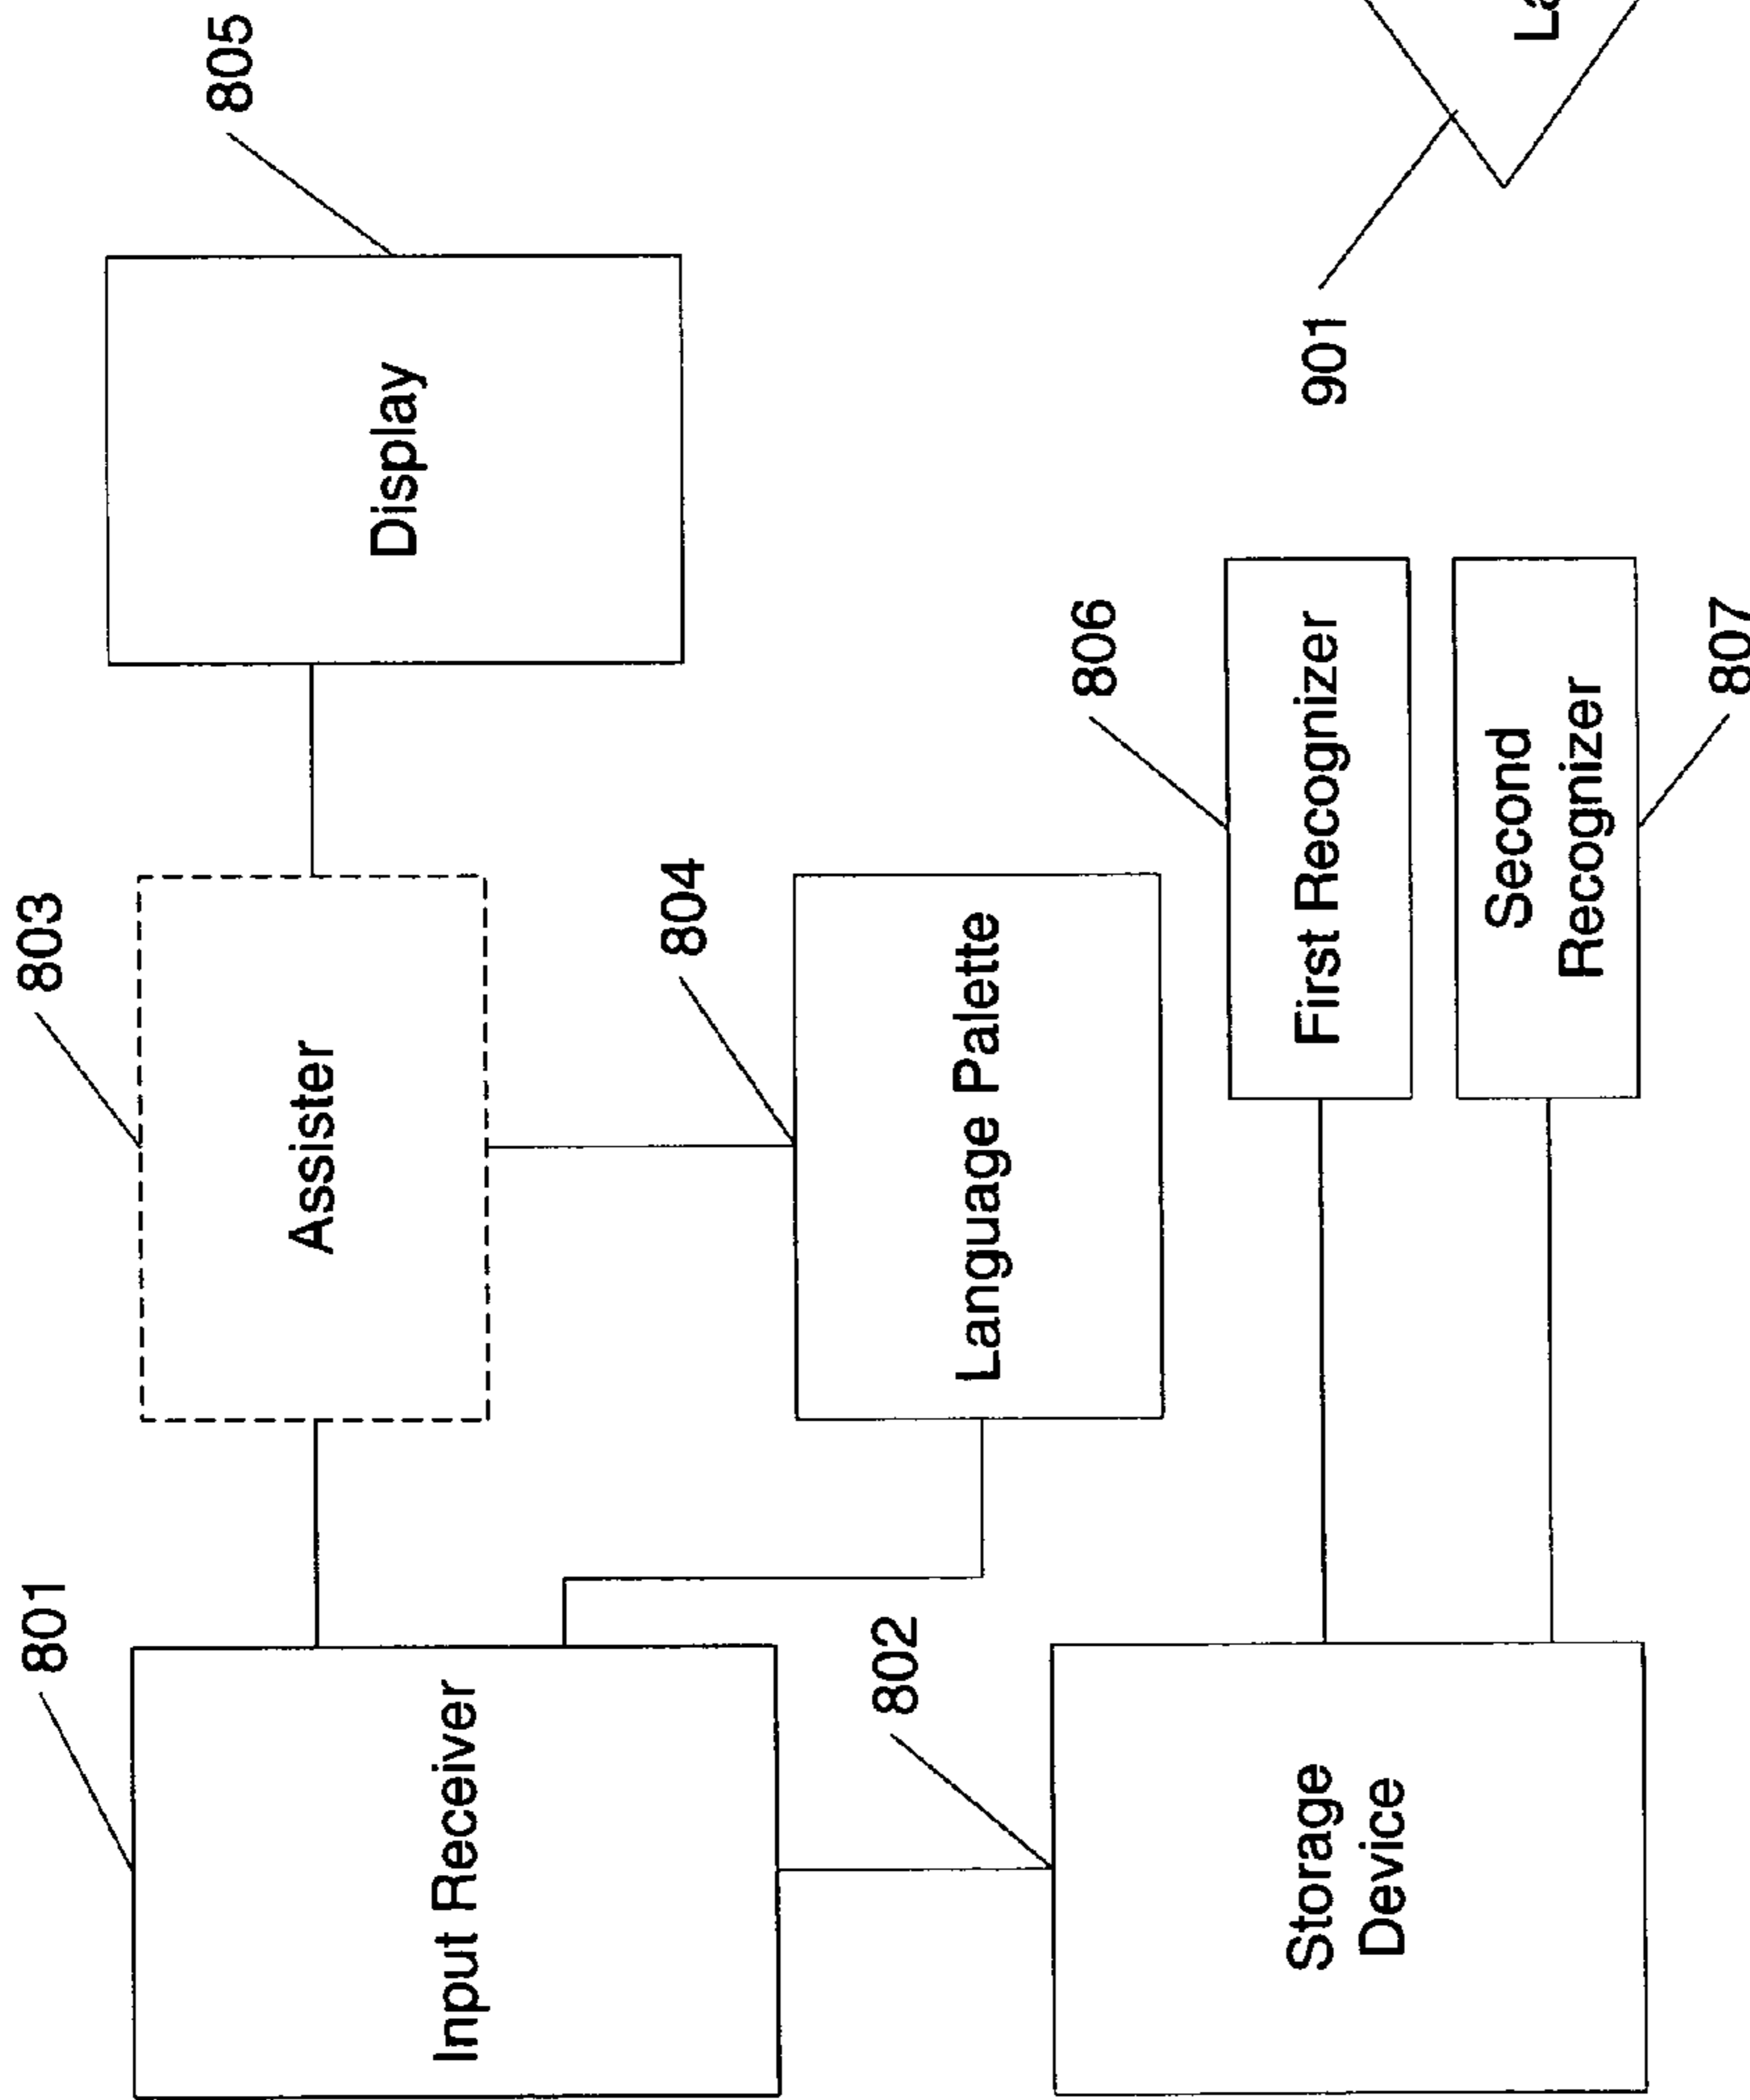 801
Input Receiver
803
Assister
805
Display
804
Language Palette
802
Storage
Device
806
First Recognizer
Second
Recognizer
807
901